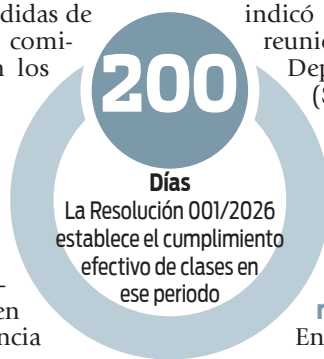 didas de
comi-
los
indicó
reuni
Dep
200
Días
La Resolución 001/2026
establece el cumplimiento
efectivo de clases en
ese periodo
en
ncia
En